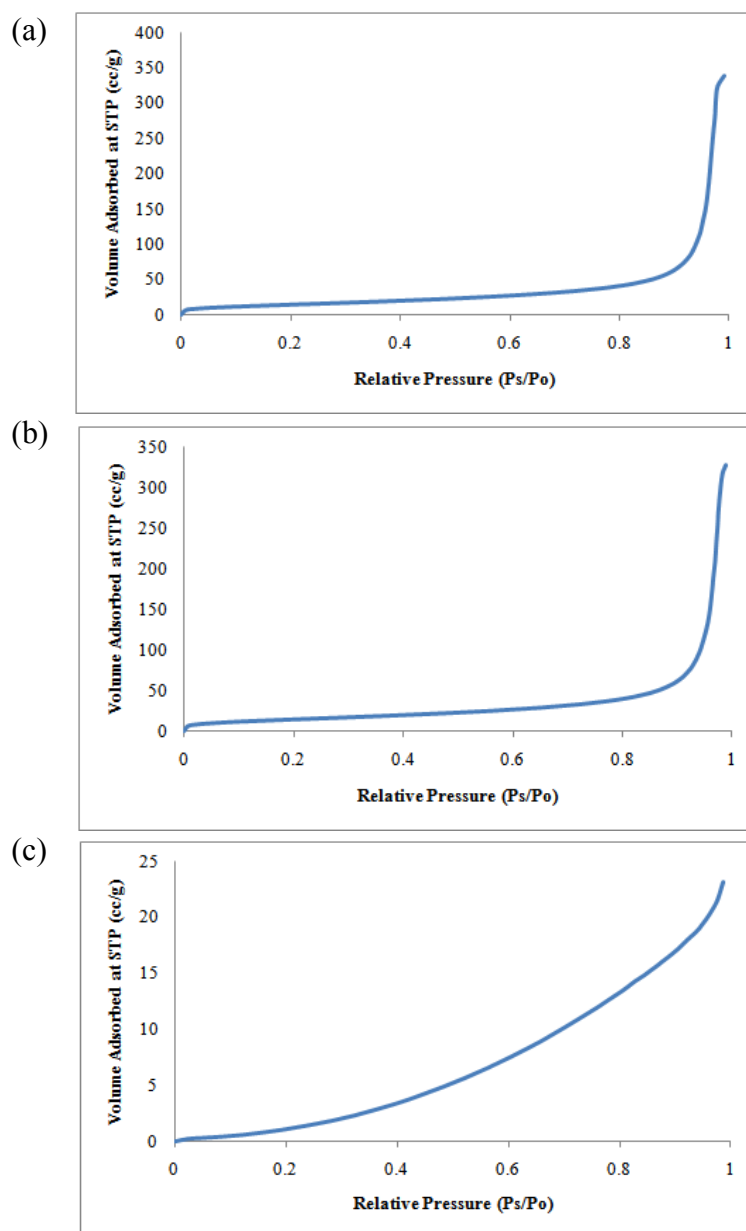 (a)
Volume Adsorbed at STP (cc/g)
400
350
300
250
200
150
100
50
0
0 0.2 0.4 0.6 0.8 1
Relative Pressure (Ps/Po)
(b)
Volume Adsorbed at STP (cc/g)
350
300
250
200
150
100
50
0
0 0.2 0.4 0.6 0.8 1
Relative Pressure (Ps/Po)
(c)
Volume Adsorbed at STP (cc/g)
25
20
15
10
5
0
0 0.2 0.4 0.6 0.8 1
Relative Pressure (Ps/Po)